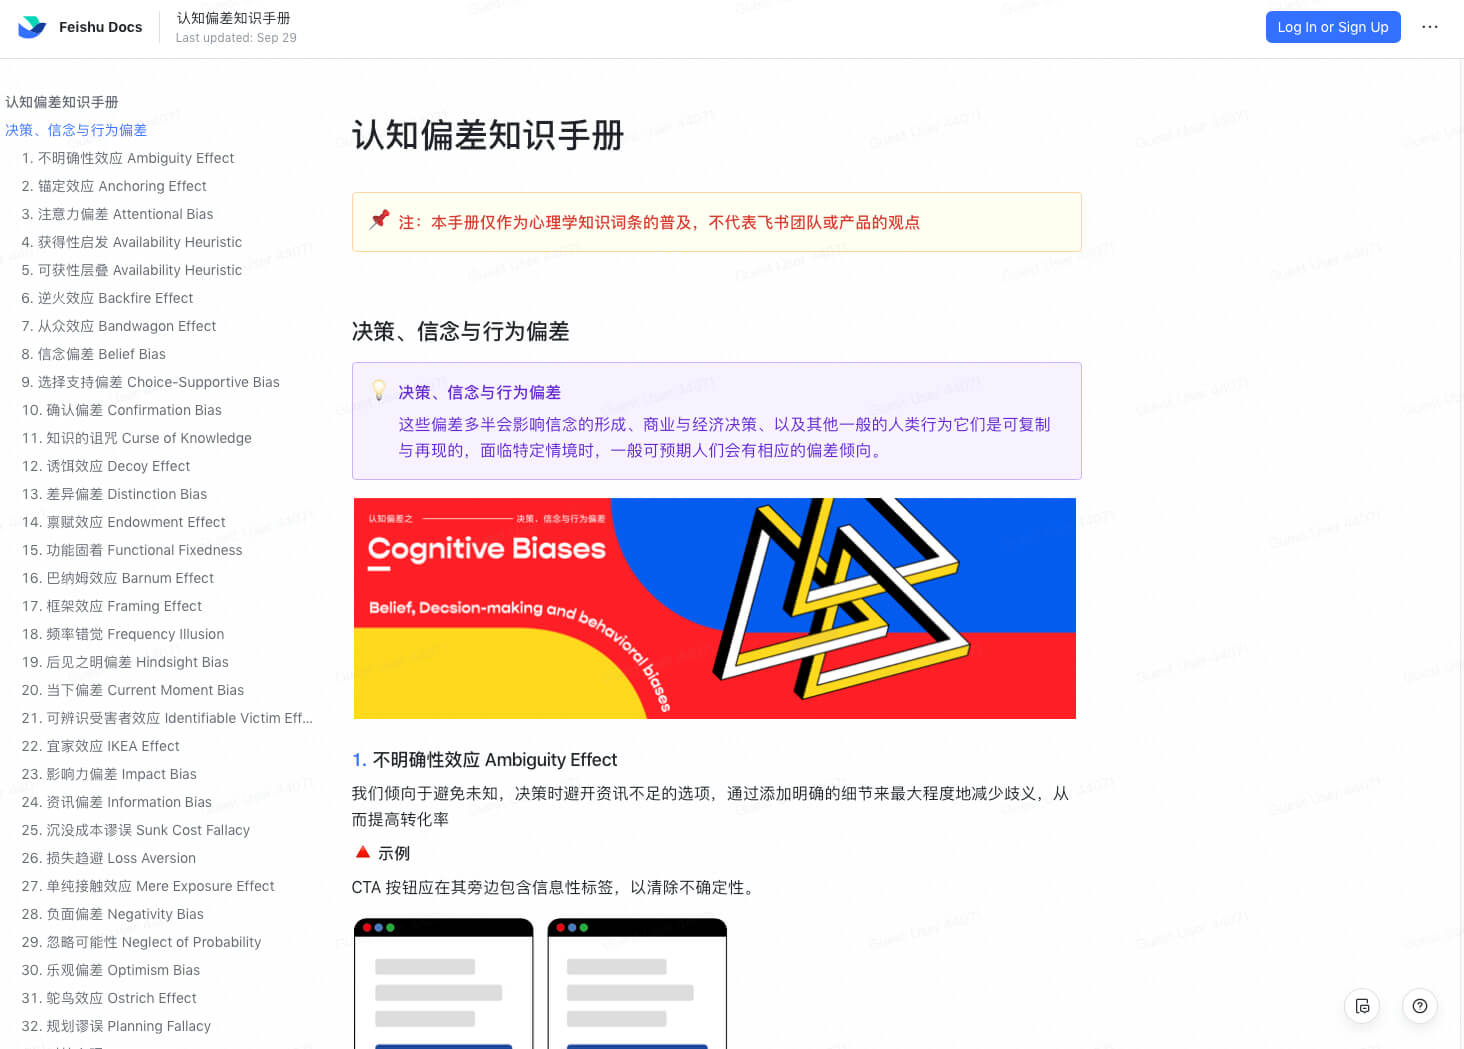 Feishu Docs
认知偏差知识手册
Last updated: Sep 29
Log In or Sign Up
认知偏差知识手册
决策、信念与行为偏差
1. 不明确性效应 Ambiguity Effect
2. 锚定效应 Anchoring Effect
3. 注意力偏差 Attentional Bias
4. 获得性启发 Availability Heuristic
5. 可获性层叠 Availability Heuristic
6. 逆火效应 Backfire Effect
7. 从众效应 Bandwagon Effect
8. 信念偏差 Belief Bias
9. 选择支持偏差 Choice-Supportive Bias
10. 确认偏差 Confirmation Bias
11. 知识的诅咒 Curse of Knowledge
12. 诱饵效应 Decoy Effect
13. 差异偏差 Distinction Bias
14. 禀赋效应 Endowment Effect
15. 功能固着 Functional Fixedness
16. 巴纳姆效应 Barnum Effect
17. 框架效应 Framing Effect
18. 频率错觉 Frequency Illusion
19. 后见之明偏差 Hindsight Bias
20. 当下偏差 Current Moment Bias
21. 可辨识受害者效应 Identifiable Victim Eff...
22. 宜家效应 IKEA Effect
23. 影响力偏差 Impact Bias
24. 资讯偏差 Information Bias
25. 沉没成本谬误 Sunk Cost Fallacy
26. 损失趋避 Loss Aversion
27. 单纯接触效应 Mere Exposure Effect
28. 负面偏差 Negativity Bias
29. 忽略可能性 Neglect of Probability
30. 乐观偏差 Optimism Bias
31. 鸵鸟效应 Ostrich Effect
32. 规划谬误 Planning Fallacy
认知偏差知识手册
注：本手册仅作为心理学知识词条的普及，不代表飞书团队或产品的观点
决策、信念与行为偏差
决策、信念与行为偏差
这些偏差多半会影响信念的形成、商业与经济决策、以及其他一般的人类行为它们是可复制
与再现的，面临特定情境时，一般可预期人们会有相应的偏差倾向。
认知偏差之 决策、信念与行为偏差
Cognitive Biases
Belief, Decsion-making and behavioral biases
1. 不明确性效应 Ambiguity Effect
我们倾向于避免未知，决策时避开资讯不足的选项，通过添加明确的细节来最大程度地减少歧义，从
而提高转化率
示例
CTA 按钮应在其旁边包含信息性标签，以清除不确定性。
Guest User 44071